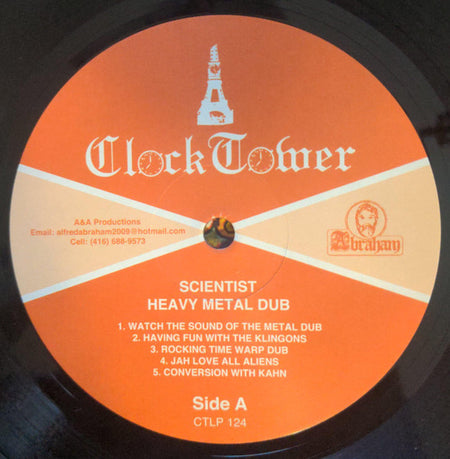 Clock Tower
A&A Productions
Email: alfredabraham2009@hotmail.com
Cell: (416) 688-9573
Abraham
SCIENTIST
HEAVY METAL DUB
1. WATCH THE SOUND OF THE METAL DUB
2. HAVING FUN WITH THE KLINGONS
3. ROCKING TIME WARP DUB
4. JAH LOVE ALL ALIENS
5. CONVERSION WITH KAHN
Side A
CTLP 124